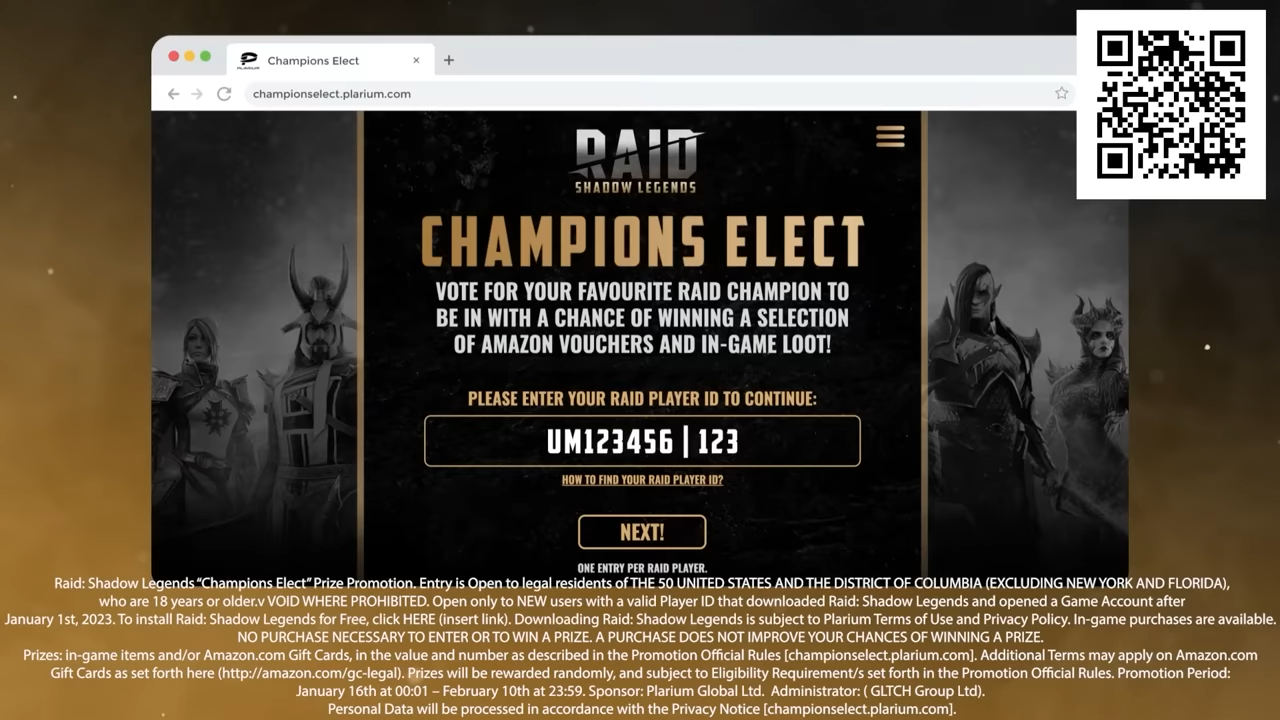 PLARIUM
Champions Elect
championselect.plarium.com
RAID
SHADOW LEGENDS
CHAMPIONS ELECT
VOTE FOR YOUR FAVOURITE RAID CHAMPION TO
BE IN WITH A CHANCE OF WINNING A SELECTION
OF AMAZON VOUCHERS AND IN-GAME LOOT!
PLEASE ENTER YOUR RAID PLAYER ID TO CONTINUE:
UM123456 | 123
HOW TO FIND YOUR RAID PLAYER ID?
NEXT!
ONE ENTRY PER RAID PLAYER.
Raid: Shadow Legends “Champions Elect” Prize Promotion. Entry is Open to legal residents of THE 50 UNITED STATES AND THE DISTRICT OF COLUMBIA (EXCLUDING NEW YORK AND FLORIDA),
who are 18 years or older.v VOID WHERE PROHIBITED. Open only to NEW users with a valid Player ID that downloaded Raid: Shadow Legends and opened a Game Account after
January 1st, 2023. To install Raid: Shadow Legends for Free, click HERE (insert link). Downloading Raid: Shadow Legends is subject to Plarium Terms of Use and Privacy Policy. In-game purchases are available.
NO PURCHASE NECESSARY TO ENTER OR TO WIN A PRIZE. A PURCHASE DOES NOT IMPROVE YOUR CHANCES OF WINNING A PRIZE.
Prizes: in-game items and/or Amazon.com Gift Cards, in the value and number as described in the Promotion Official Rules [championselect.plarium.com]. Additional Terms may apply on Amazon.com
Gift Cards as set forth here (http://amazon.com/gc-legal). Prizes will be rewarded randomly, and subject to Eligibility Requirement/s set forth in the Promotion Official Rules. Promotion Period:
January 16th at 00:01 – February 10th at 23:59. Sponsor: Plarium Global Ltd.  Administrator: ( GLTCH Group Ltd).
Personal Data will be processed in accordance with the Privacy Notice [championselect.plarium.com].